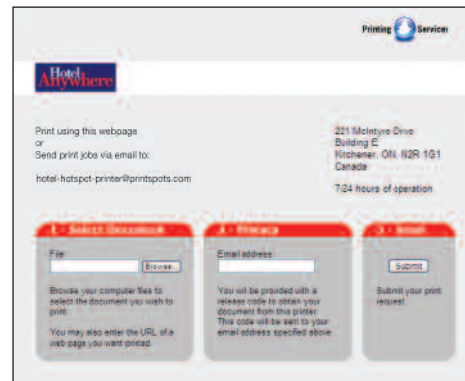 Printing Services
Hotel
Anywhere
Print using this webpage
or
Send print jobs via email to:
hotel-hotspot-printer@printspots.com
221 McIntyre Drive
Building E
Kitchener, ON, N2R 1G1
Canada
7/24 hours of operation
1 - Select Document
File
Browse...
Browse your computer files to
select the document you wish to
print.
You may also enter the URL of a
web page you want printed.
2 - Privacy
Email address
You will be provided with a
release code to obtain your
document from this printer.
This code will be sent to your
email address specified above.
Submit
Submit your print
request.